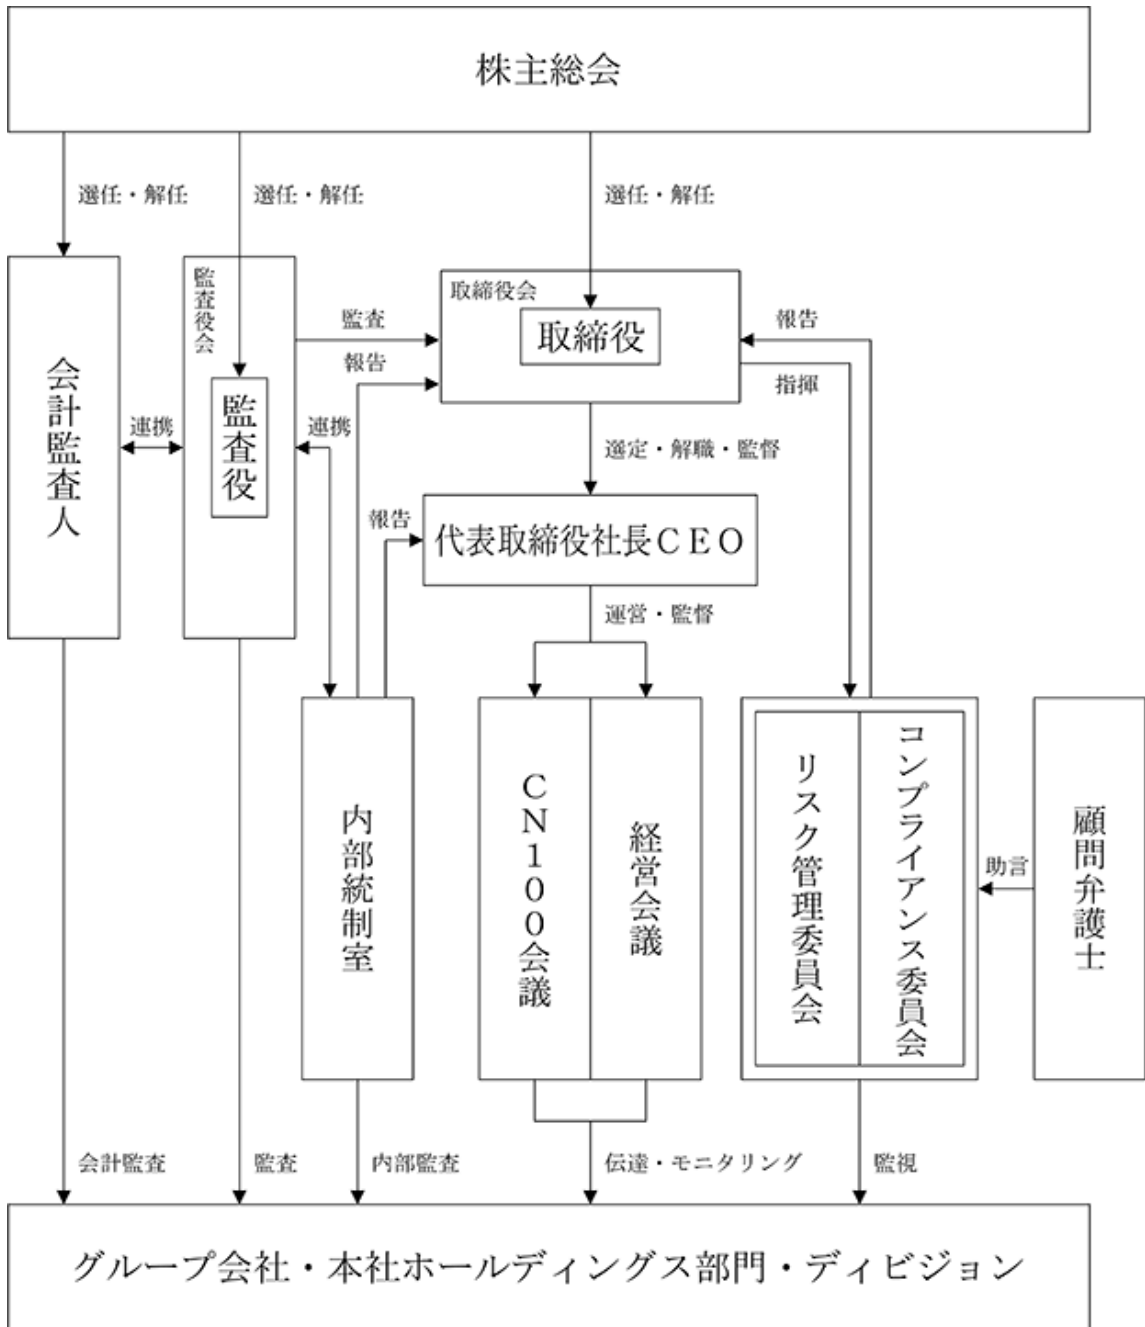 株主総会
選任・解任
選任・解任
選任・解任
会計監査人
監査役会
監査役
連携
連携
監査
報告
取締役会
取締役
報告
指揮
選定・解職・監督
報告
代表取締役社長ＣＥＯ
運営・監督
内部統制室
ＣＮ１００会議
経営会議
リスク管理委員会
コンプライアンス委員会
助言
顧問弁護士
会計監査
監査
内部監査
伝達・モニタリング
監視
グループ会社・本社ホールディングス部門・ディビジョン